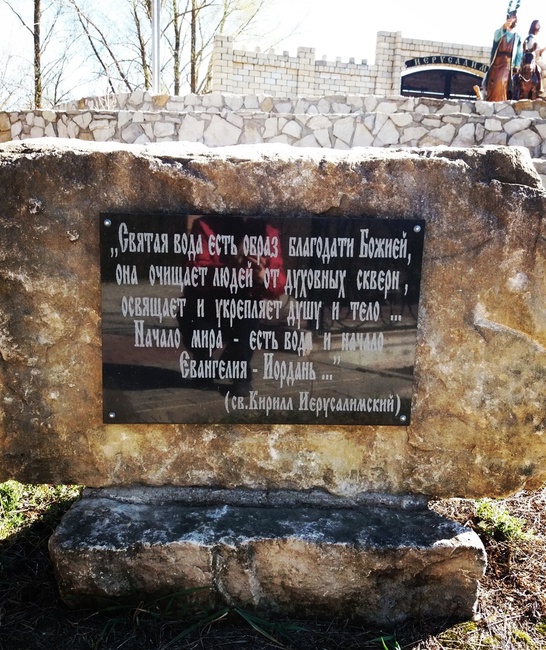 ИЕРУСАЛИМ
„Святая вода есть образ благодати Божией,
она очищает людей от духовных скверн,
освящает и укрепляет душу и тело ...
Начало мира - есть вода и начало
Евангелия - Иордань ..."
(св.Кирилл Иерусалимский)